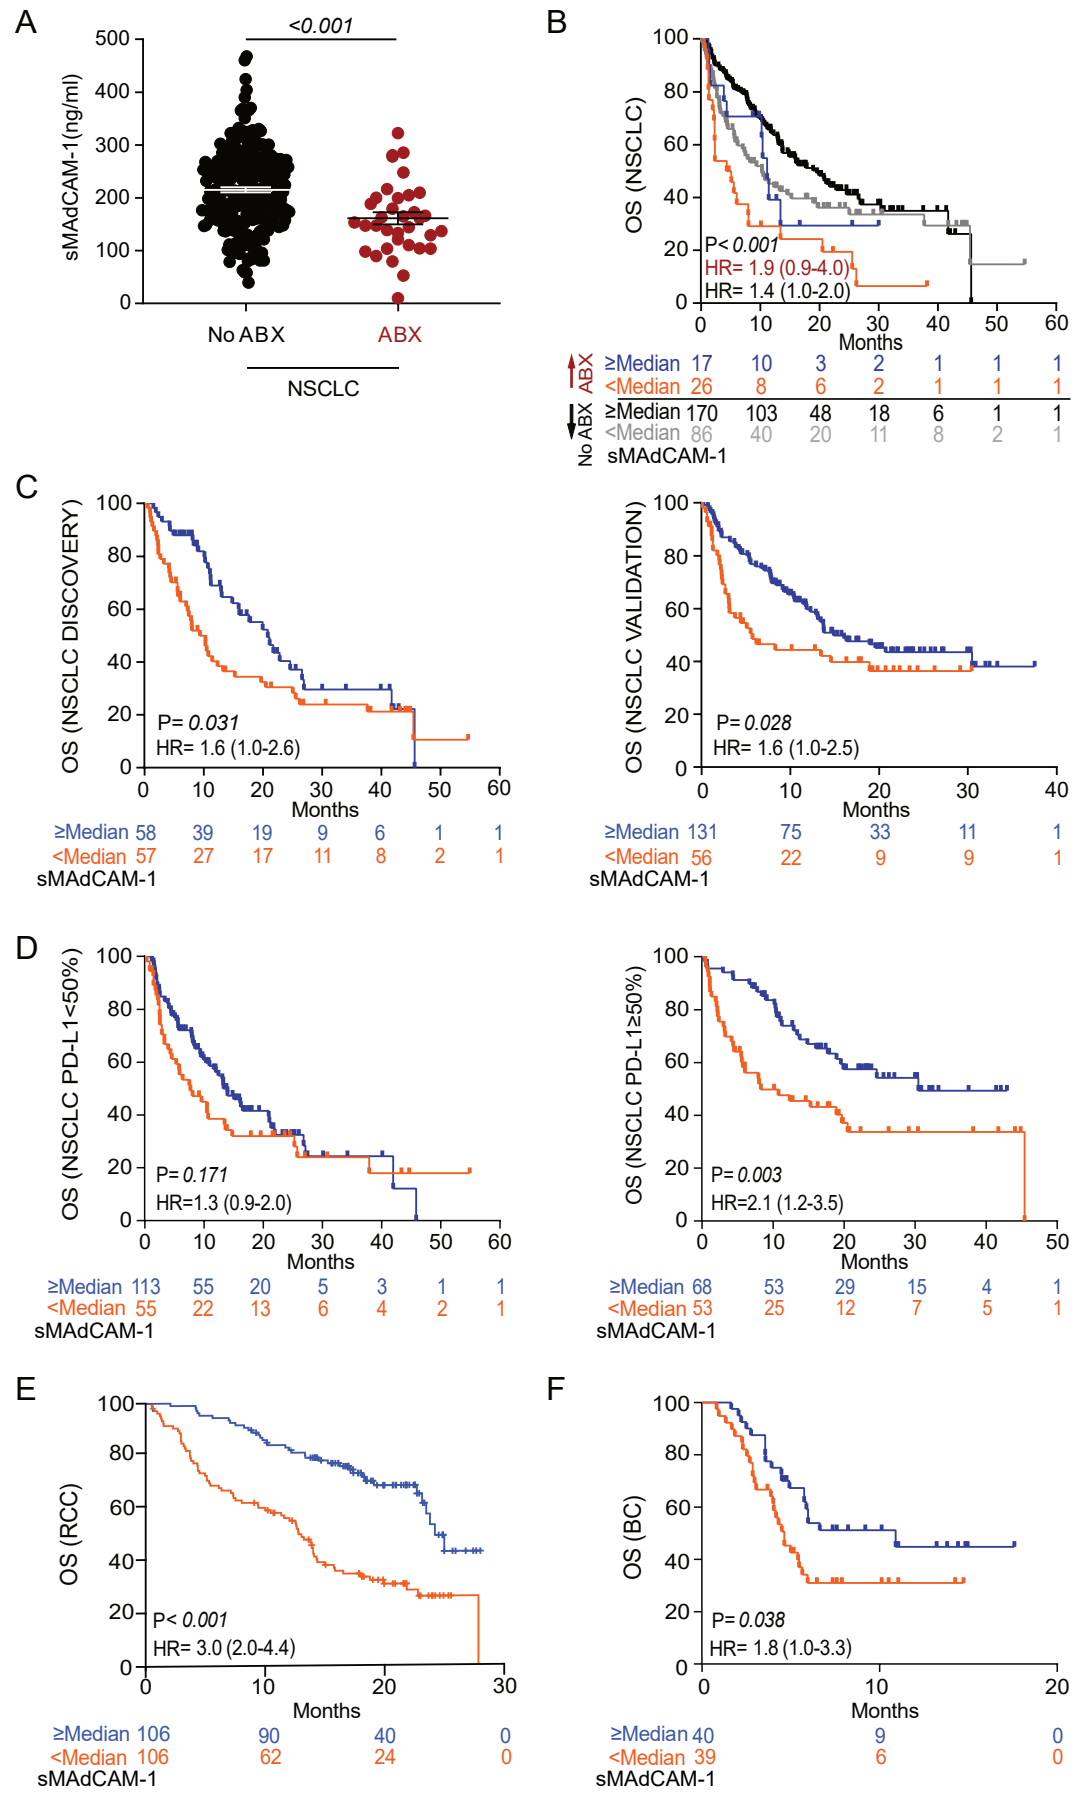 A
<0.001
500
400
300
200
100
0
sMAdCAM-1(ng/ml)
No ABX
ABX
NSCLC
B
100
80
60
40
20
0
OS (NSCLC)
P< 0.001
HR= 1.9 (0.9-4.0)
HR= 1.4 (1.0-2.0)
0 10 20 30 40 50 60
Months
ABX
≥Median 17 10 3 2 1 1 1
<Median 26 8 6 2 1 1 1
No ABX
≥Median 170 103 48 18 6 1 1
<Median 86 40 20 11 8 2 1
sMAdCAM-1
C
100
80
60
40
20
0
OS (NSCLC DISCOVERY)
P= 0.031
HR= 1.6 (1.0-2.6)
0 10 20 30 40 50 60
Months
≥Median 58 39 19 9 6 1 1
<Median 57 27 17 11 8 2 1
sMAdCAM-1
100
80
60
40
20
0
OS (NSCLC VALIDATION)
P= 0.028
HR= 1.6 (1.0-2.5)
0 10 20 30 40
Months
≥Median 131 75 33 11 1
<Median 56 22 9 9 1
sMAdCAM-1
D
100
80
60
40
20
0
OS (NSCLC PD-L1<50%)
P= 0.171
HR=1.3 (0.9-2.0)
0 10 20 30 40 50 60
Months
≥Median 113 55 20 5 3 1 1
<Median 55 22 13 6 4 2 1
sMAdCAM-1
100
80
60
40
20
0
OS (NSCLC PD-L1≥50%)
P= 0.003
HR=2.1 (1.2-3.5)
0 10 20 30 40 50
Months
≥Median 68 53 29 15 4 1
<Median 53 25 12 7 5 1
sMAdCAM-1
E
100
80
60
40
20
0
OS (RCC)
P< 0.001
HR= 3.0 (2.0-4.4)
0 10 20 30
Months
≥Median 106 90 40 0
<Median 106 62 24 0
sMAdCAM-1
F
100
80
60
40
20
0
OS (BC)
P= 0.038
HR= 1.8 (1.0-3.3)
0 10 20
Months
≥Median 40 9 0
<Median 39 6 0
sMAdCAM-1